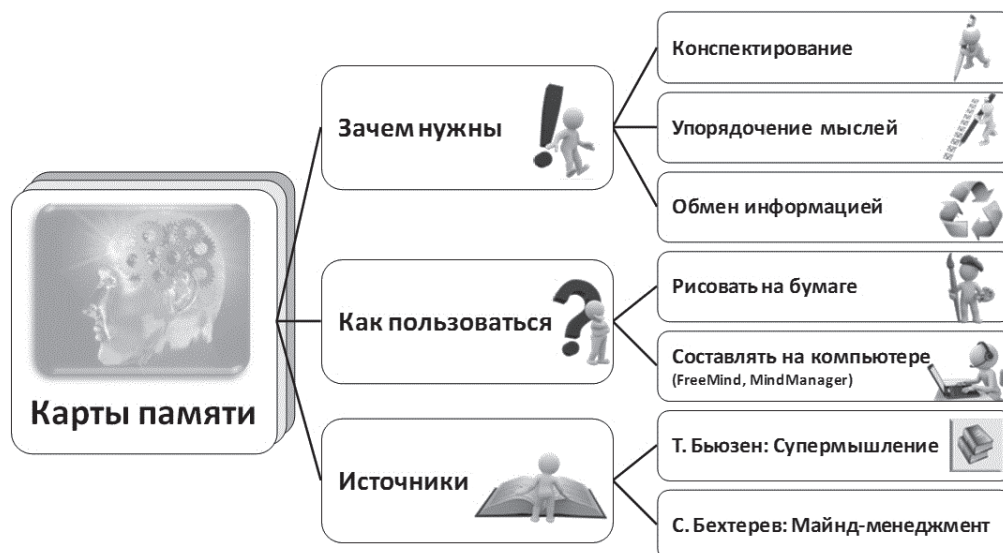 Карты памяти
Зачем нужны
Конспектирование
Упорядочение мыслей
Обмен информацией
Как пользоваться
Рисовать на бумаге
Составлять на компьютере
(FreeMind, MindManager)
Источники
Т. Бьюзен: Супермышление
С. Бехтерев: Майнд-менеджмент